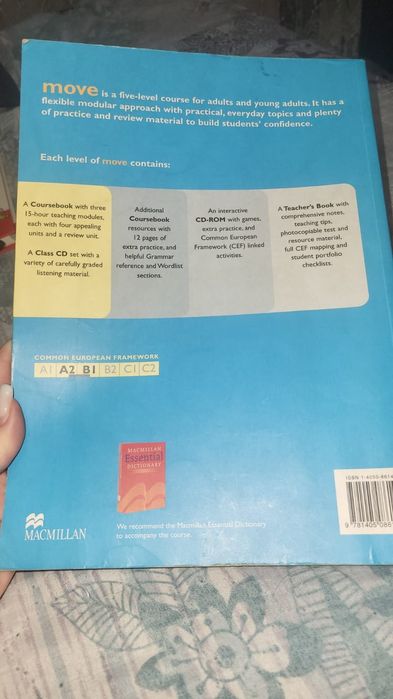 move is a five-level course for adults and young adults. It has a
flexible modular approach with practical, everyday topics and plenty
of practice and review material to build students' confidence.
Each level of move contains:
A Coursebook with three
15-hour teaching modules,
each with four appealing
units and a review unit.
A Class CD set with a
variety of carefully graded
listening material.
Additional
Coursebook
resources with
12 pages of
extra practice, and
helpful Grammar
reference and Wordlist
sections.
An interactive
CD-ROM with games,
extra practice, and
Common European
Framework (CEF) linked
activities.
A Teacher's Book with
comprehensive notes,
teaching tips,
photocopiable test and
resource material,
full CEF mapping and
student portfolio
checklists.
COMMON EUROPEAN FRAMEWORK
A1 A2 B1 B2 C1 C2
MACMILLAN
Essential
DICTIONARY
We recommend the Macmillan Essential Dictionary
to accompany the course.
MACMILLAN
ISBN 1-4050-8614
9 781405 086